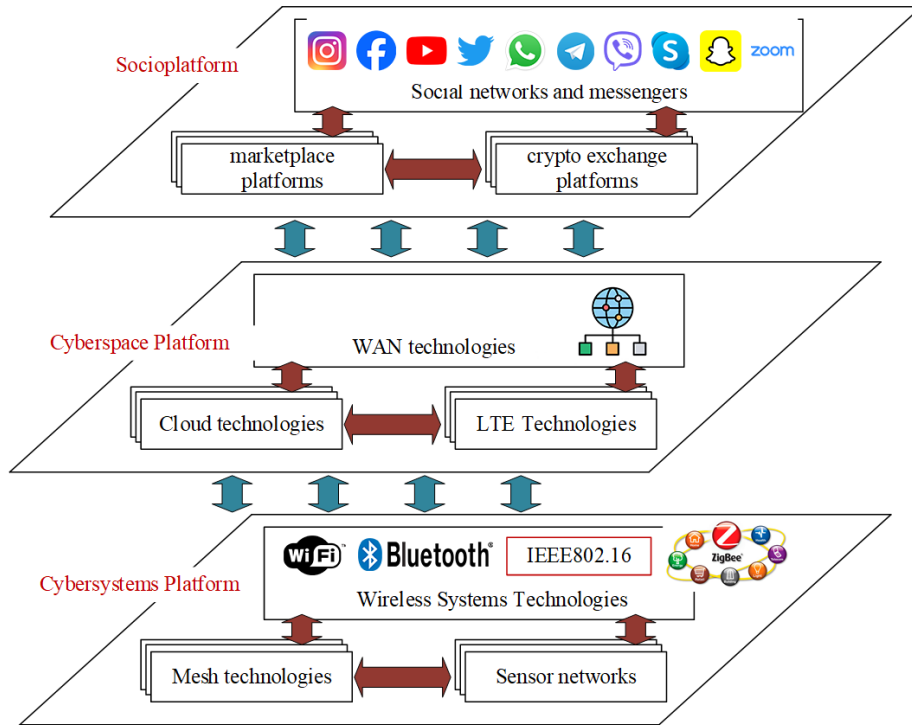 zoom
Socioplatform
Social networks and messengers
marketplace
platforms
crypto exchange
platforms
Cyberspace Platform
WAN technologies
Cloud technologies
LTE Technologies
WiFi™
Bluetooth®
IEEE802.16
ZigBee®
Cybersystems Platform
Wireless Systems Technologies
Mesh technologies
Sensor networks